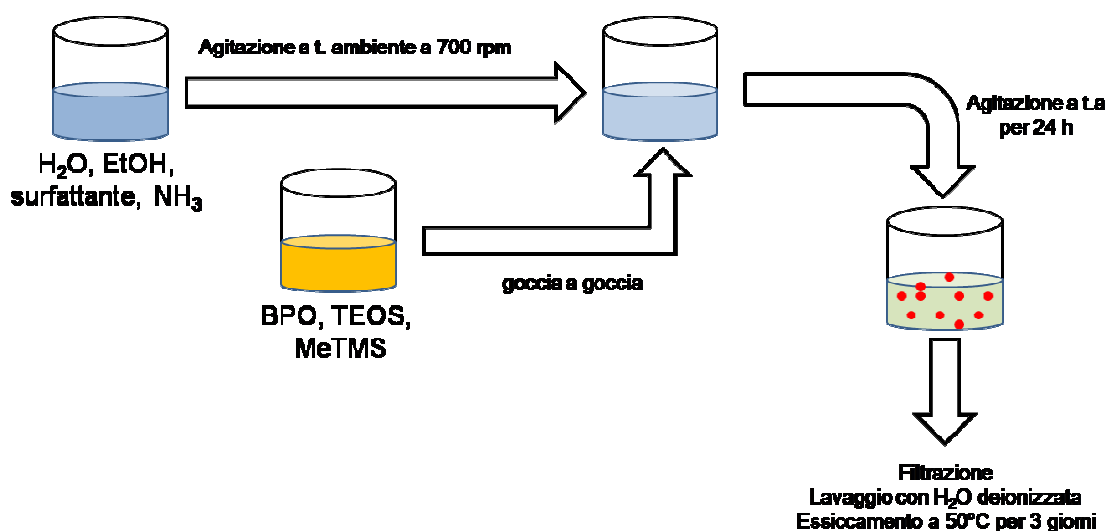 Agitazione a t. ambiente a 700 rpm
H₂O, EtOH,
surfattante, NH₃
BPO, TEOS,
MeTMS
goccia a goccia
Agitazione a t.a
per 24 h
Filtrazione
Lavaggio con H₂O deionizzata
Essiccamento a 50°C per 3 giorni